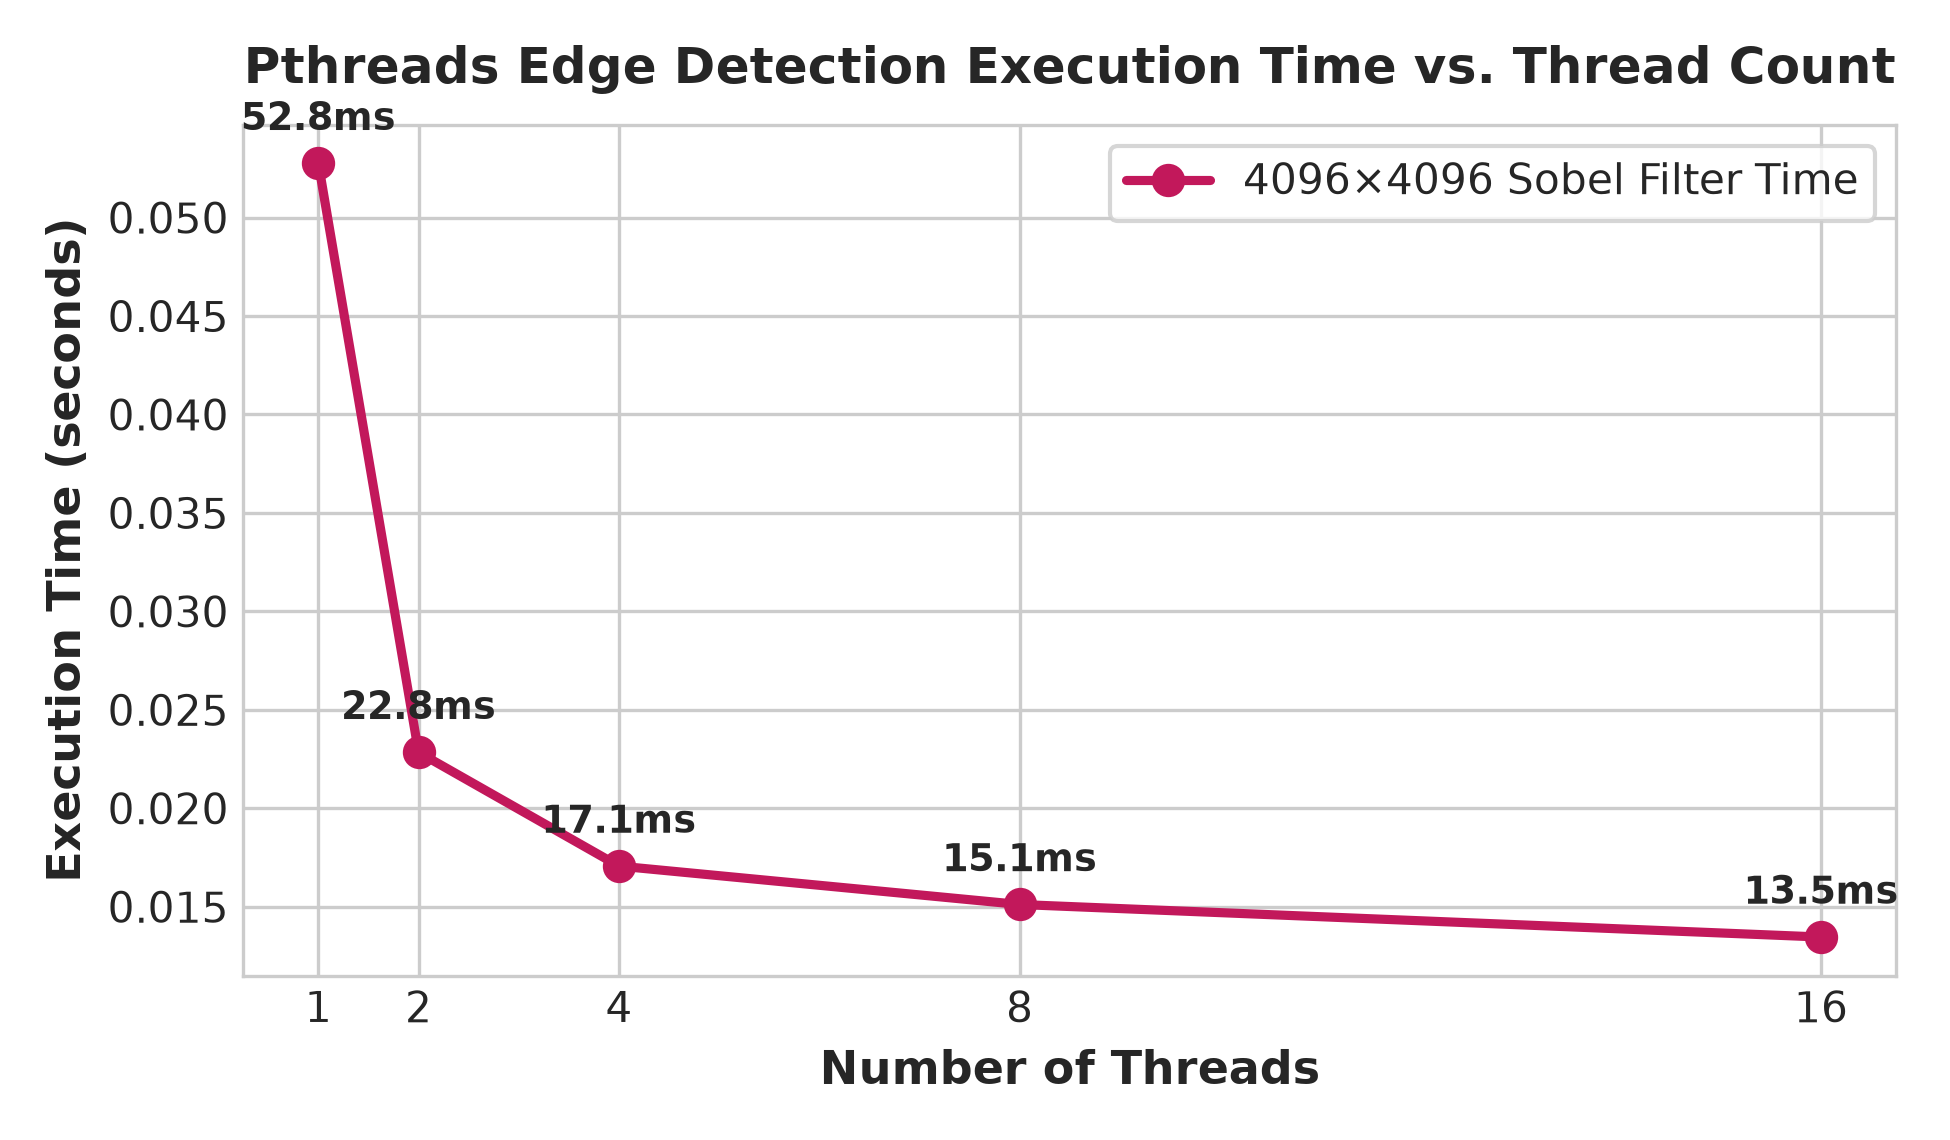 Pthreads Edge Detection Execution Time vs. Thread Count
52.8ms
4096×4096 Sobel Filter Time
Execution Time (seconds)
0.050
0.045
0.040
0.035
0.030
0.025
0.020
0.015
22.8ms
17.1ms
15.1ms
13.5ms
1 2 4 8 16
Number of Threads